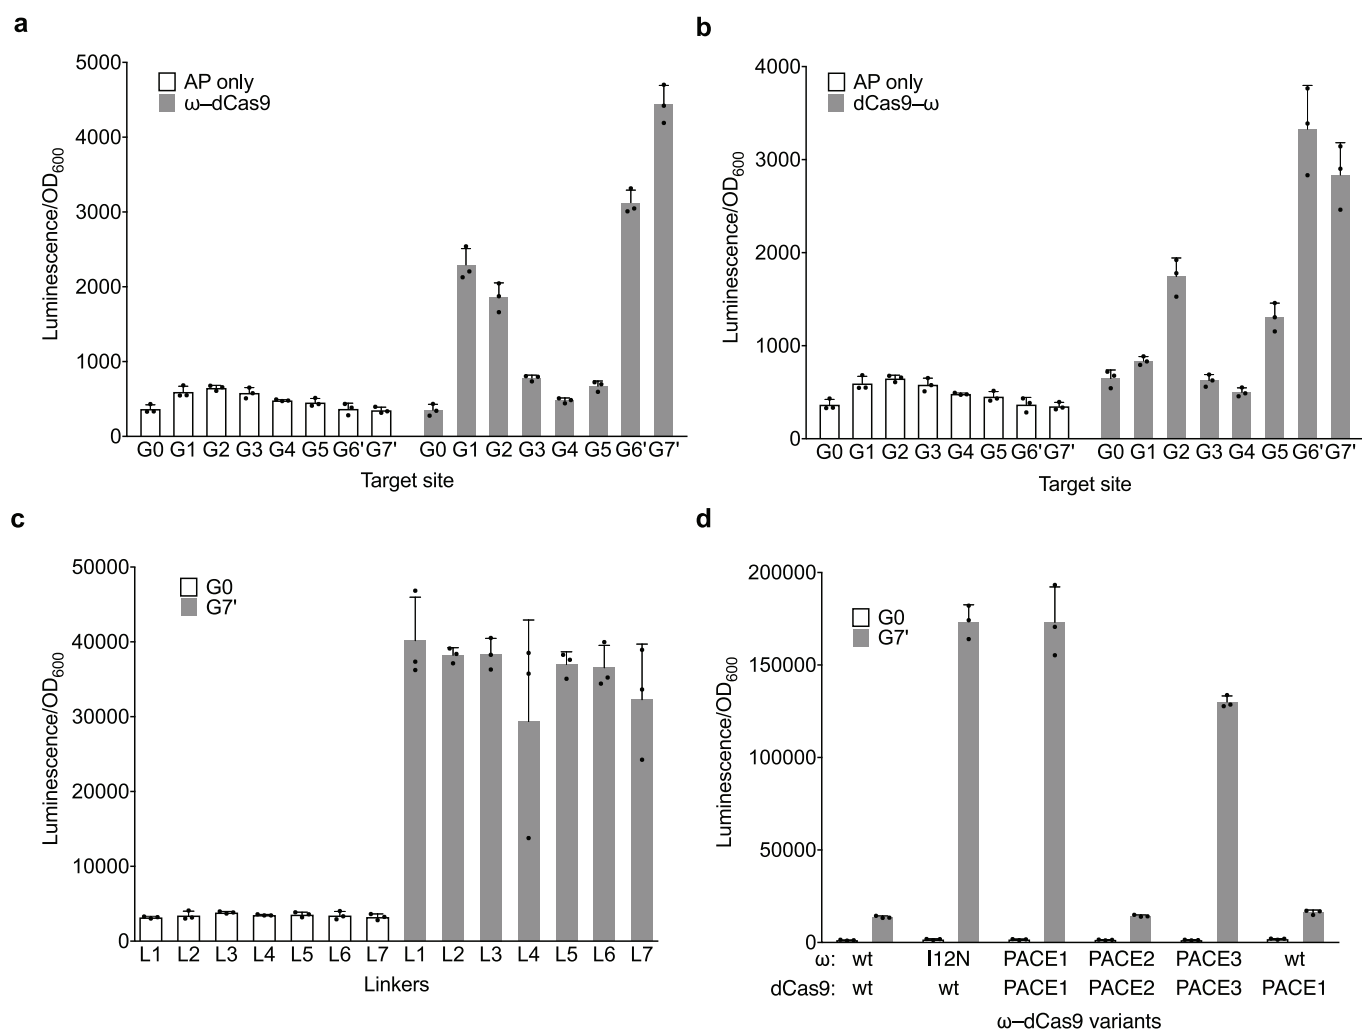 a
5000
4000
3000
2000
1000
0
Luminescence/OD600
AP only
ω–dCas9
G0 G1 G2 G3 G4 G5 G6' G7' G0 G1 G2 G3 G4 G5 G6' G7'
Target site
b
4000
3000
2000
1000
0
Luminescence/OD600
AP only
dCas9–ω
G0 G1 G2 G3 G4 G5 G6' G7' G0 G1 G2 G3 G4 G5 G6' G7'
Target site
c
50000
40000
30000
20000
10000
0
Luminescence/OD600
G0
G7'
L1 L2 L3 L4 L5 L6 L7 L1 L2 L3 L4 L5 L6 L7
Linkers
d
200000
150000
100000
50000
0
Luminescence/OD600
G0
G7'
ω: wt I12N PACE1 PACE2 PACE3 wt
dCas9: wt wt PACE1 PACE2 PACE3 PACE1
ω–dCas9 variants